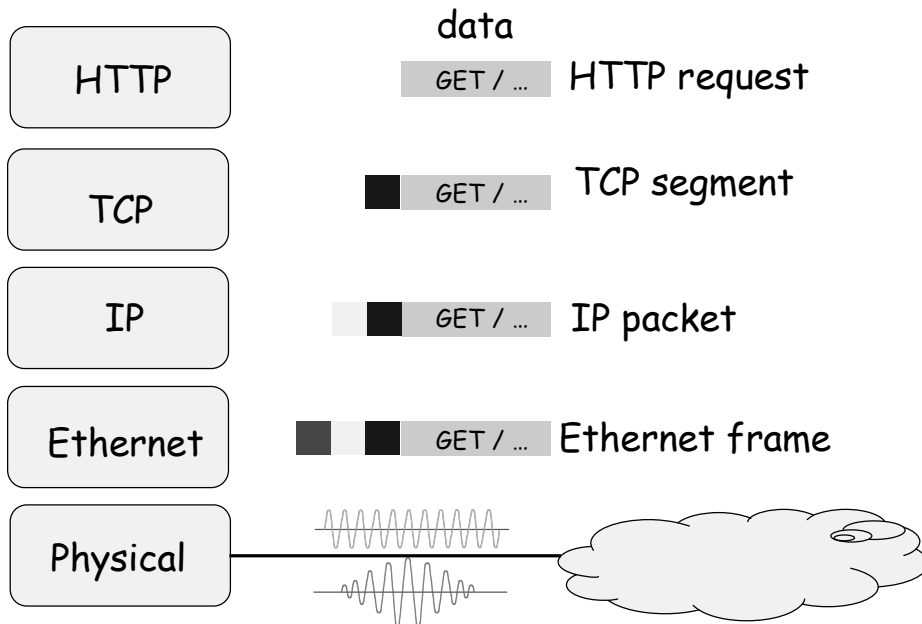 data
HTTP
GET / ...
HTTP request
TCP
GET / ...
TCP segment
IP
GET / ...
IP packet
Ethernet
GET / ...
Ethernet frame
Physical